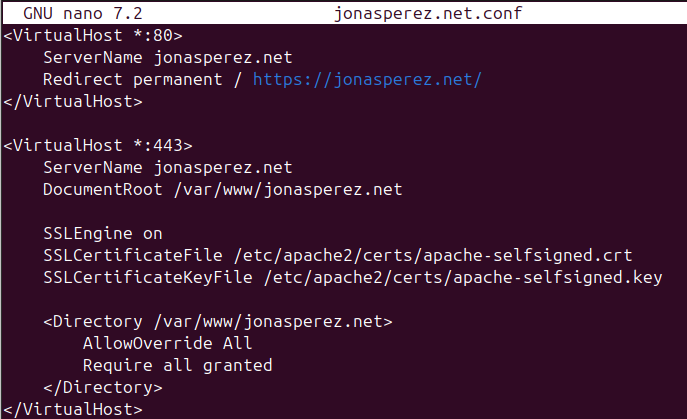 GNU nano 7.2 jonasperez.net.conf
<VirtualHost *:80>
    ServerName jonasperez.net
    Redirect permanent / https://jonasperez.net/
</VirtualHost>

<VirtualHost *:443>
    ServerName jonasperez.net
    DocumentRoot /var/www/jonasperez.net

    SSLEngine on
    SSLCertificateFile /etc/apache2/certs/apache-selfsigned.crt
    SSLCertificateKeyFile /etc/apache2/certs/apache-selfsigned.key

    <Directory /var/www/jonasperez.net>
        AllowOverride All
        Require all granted
    </Directory>
</VirtualHost>